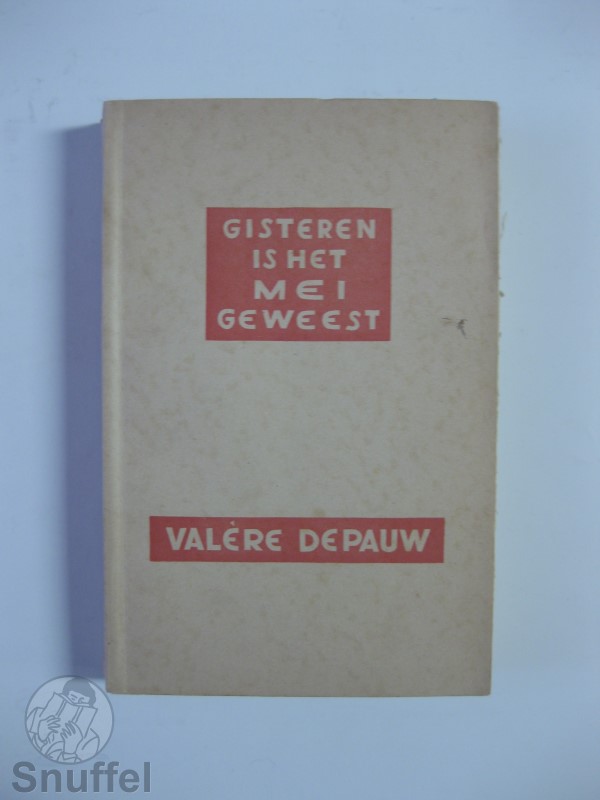 GISTEREN
IS HET
MEI
GEWEEST
VALÈRE DEPAUW
Snuffel